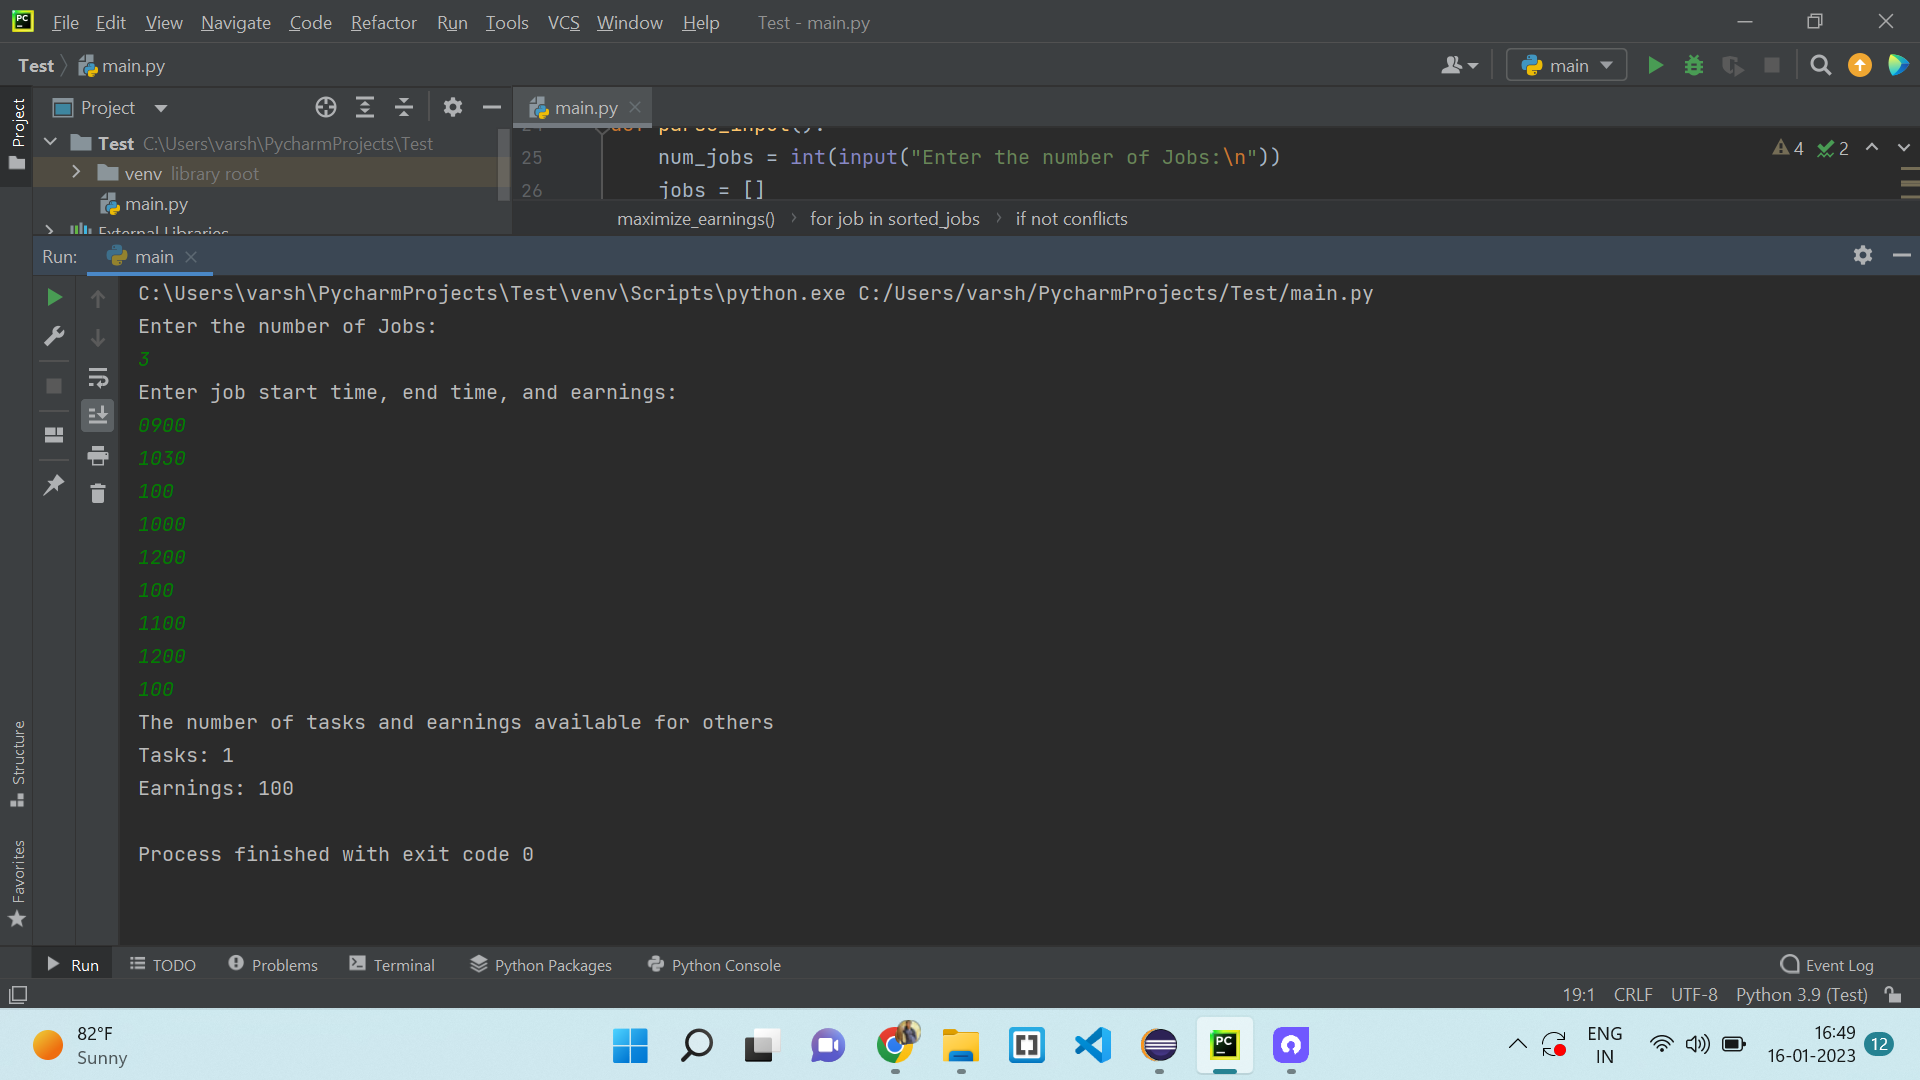 File Edit View Navigate Code Refactor Run Tools VCS Window Help Test - main.py
Test main.py
main
Project
Project
main.py
Test C:\Users\varsh\PycharmProjects\Test
venv library root
main.py
External Libraries
24 def parse_input():
25 num_jobs = int(input("Enter the number of Jobs:\n"))
26 jobs = []
4 2
maximize_earnings() for job in sorted_jobs if not conflicts
Run: main
C:\Users\varsh\PycharmProjects\Test\venv\Scripts\python.exe C:/Users/varsh/PycharmProjects/Test/main.py
Enter the number of Jobs:
3
Enter job start time, end time, and earnings:
0900
1030
100
1000
1200
100
1100
1200
100
The number of tasks and earnings available for others
Tasks: 1
Earnings: 100
Process finished with exit code 0
Structure
Favorites
Run TODO Problems Terminal Python Packages Python Console Event Log
19:1 CRLF UTF-8 Python 3.9 (Test)
82°F
Sunny
PC
ENG
IN
16:49
16-01-2023
12